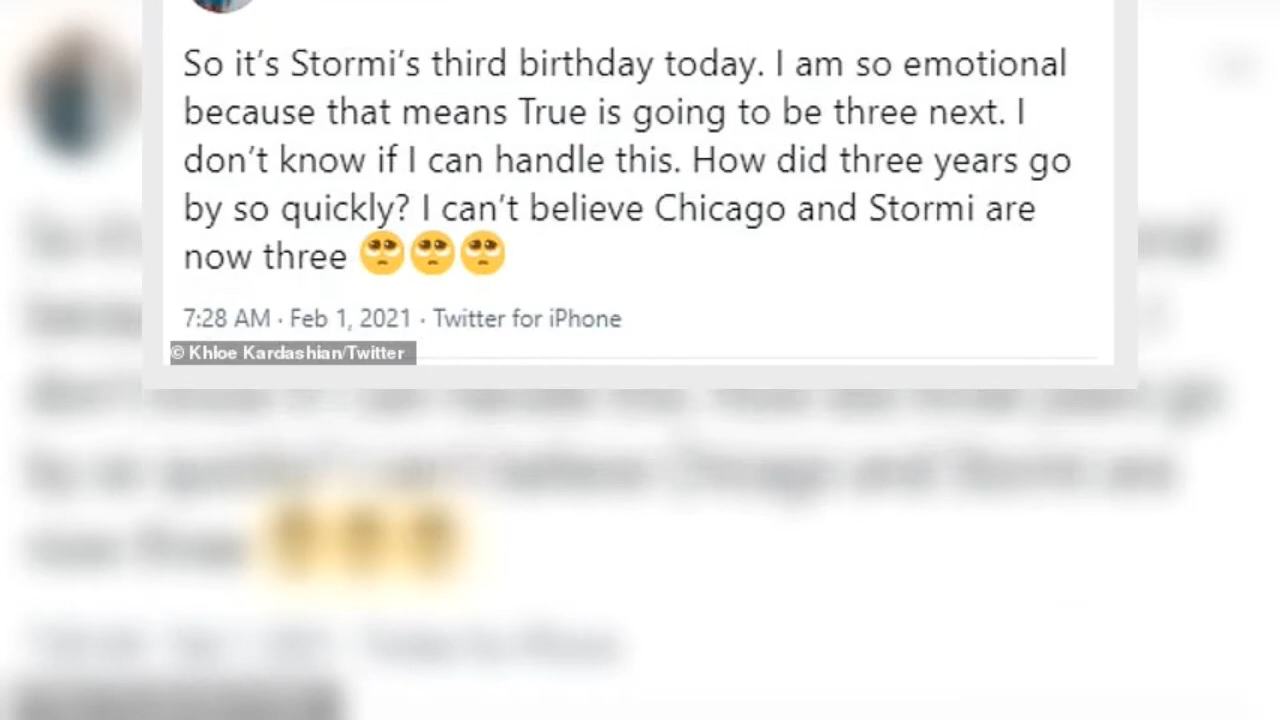 So it’s Stormi’s third birthday today. I am so emotional
because that means True is going to be three next. I
don’t know if I can handle this. How did three years go
by so quickly? I can’t believe Chicago and Stormi are
now three 🥺🥺🥺
7:28 AM · Feb 1, 2021 · Twitter for iPhone
© Khloe Kardashian/Twitter